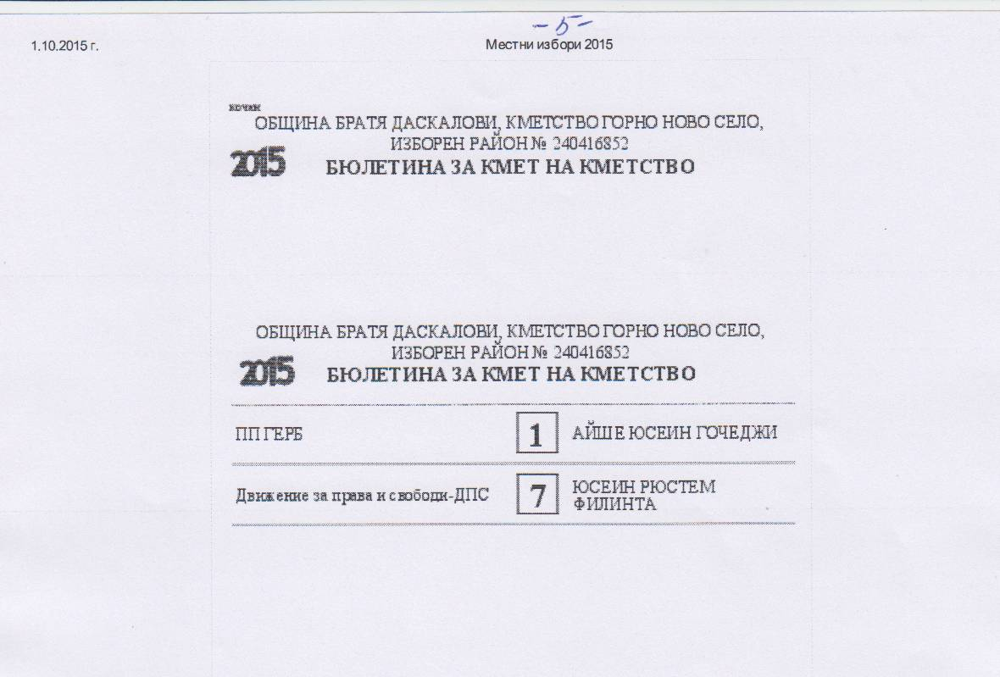 -5-
1.10.2015 г.
Местни избори 2015
кочан
ОБЩИНА БРАТЯ ДАСКАЛОВИ, КМЕТСТВО ГОРНО НОВО СЕЛО,
ИЗБОРЕН РАЙОН № 240416852
2015
БЮЛЕТИНА ЗА КМЕТ НА КМЕТСТВО
ОБЩИНА БРАТЯ ДАСКАЛОВИ, КМЕТСТВО ГОРНО НОВО СЕЛО,
ИЗБОРЕН РАЙОН № 240416852
2015
БЮЛЕТИНА ЗА КМЕТ НА КМЕТСТВО
ПП ГЕРБ 1 АЙШЕ ЮСЕИН ГОЧЕДЖИ
Движение за права и свободи-ДПС 7 ЮСЕИН РЮСТЕМ
ФИЛИНТА